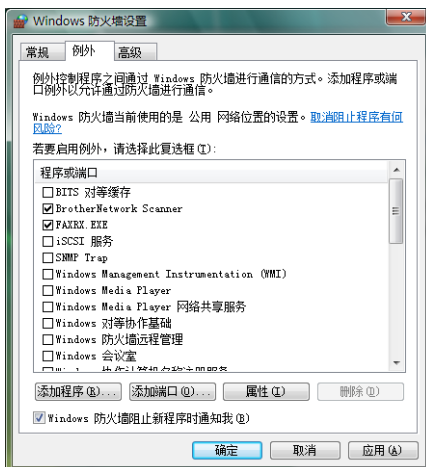 Windows 防火墙设置
常规 例外 高级
例外控制程序之间通过 Windows 防火墙进行通信的方式。添加程序或端
口例外以允许通过防火墙进行通信。
Windows 防火墙当前使用的是 公用 网络位置的设置。取消阻止程序有何
风险?
若要启用例外，请选择此复选框(T):
程序或端口
BITS 对等缓存
BrotherNetwork Scanner
FAXRX.EXE
iSCSI 服务
SNMP Trap
Windows Management Instrumentation (WMI)
Windows Media Player
Windows Media Player 网络共享服务
Windows 对等协作基础
Windows 防火墙远程管理
Windows 会议室
添加程序(R)... 添加端口(O)... 属性(I) 删除(D)
Windows 防火墙阻止新程序时通知我(B)
确定 取消 应用(A)